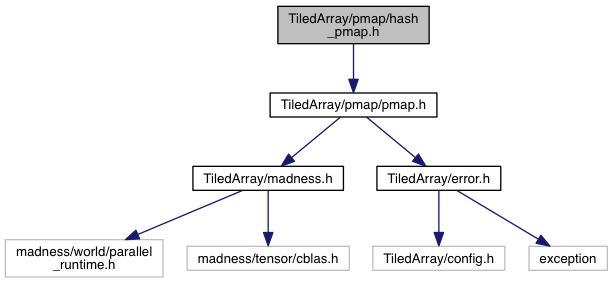 TiledArray/pmap/hash
_pmap.h
TiledArray/pmap/pmap.h
TiledArray/madness.h
TiledArray/error.h
madness/world/parallel
_runtime.h
madness/tensor/cblas.h
TiledArray/config.h
exception